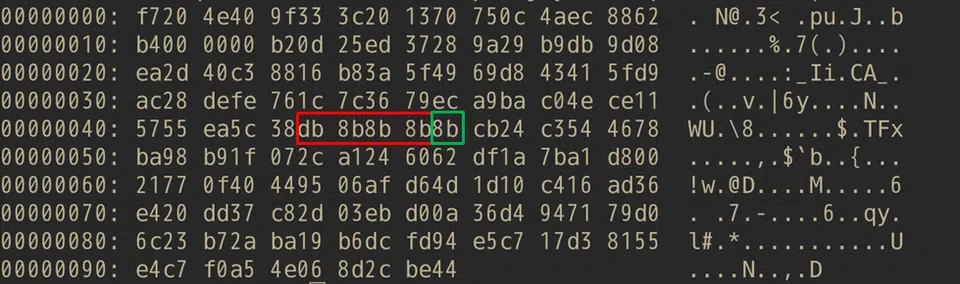 00000000: f720 4e40 9f33 3c20 1370 750c 4aec 8862 . N@.3< .pu.J..b
00000010: b400 0000 b20d 25ed 3728 9a29 b9db 9d08 ......%.7(.)....
00000020: ea2d 40c3 8816 b83a 5f49 69d8 4341 5fd9 .-@....:_Ii.CA_.
00000030: ac28 defe 761c 7c36 79ec a9ba c04e ce11 .(..v.|6y....N..
00000040: 5755 ea5c 38db 8b8b 8b8b cb24 c354 4678 WU.\8......$.TFx
00000050: ba98 b91f 072c a124 6062 df1a 7ba1 d800 .....,.$`b..{...
00000060: 2177 0f40 4495 06af d64d 1d10 c416 ad36 !w.@D....M.....6
00000070: e420 dd37 c82d 03eb d00a 36d4 9471 79d0 . .7.-....6..qy.
00000080: 6c23 b72a ba19 b6dc fd94 e5c7 17d3 8155 l#.*...........U
00000090: e4c7 f0a5 4e06 8d2c be44 ....N..,.D